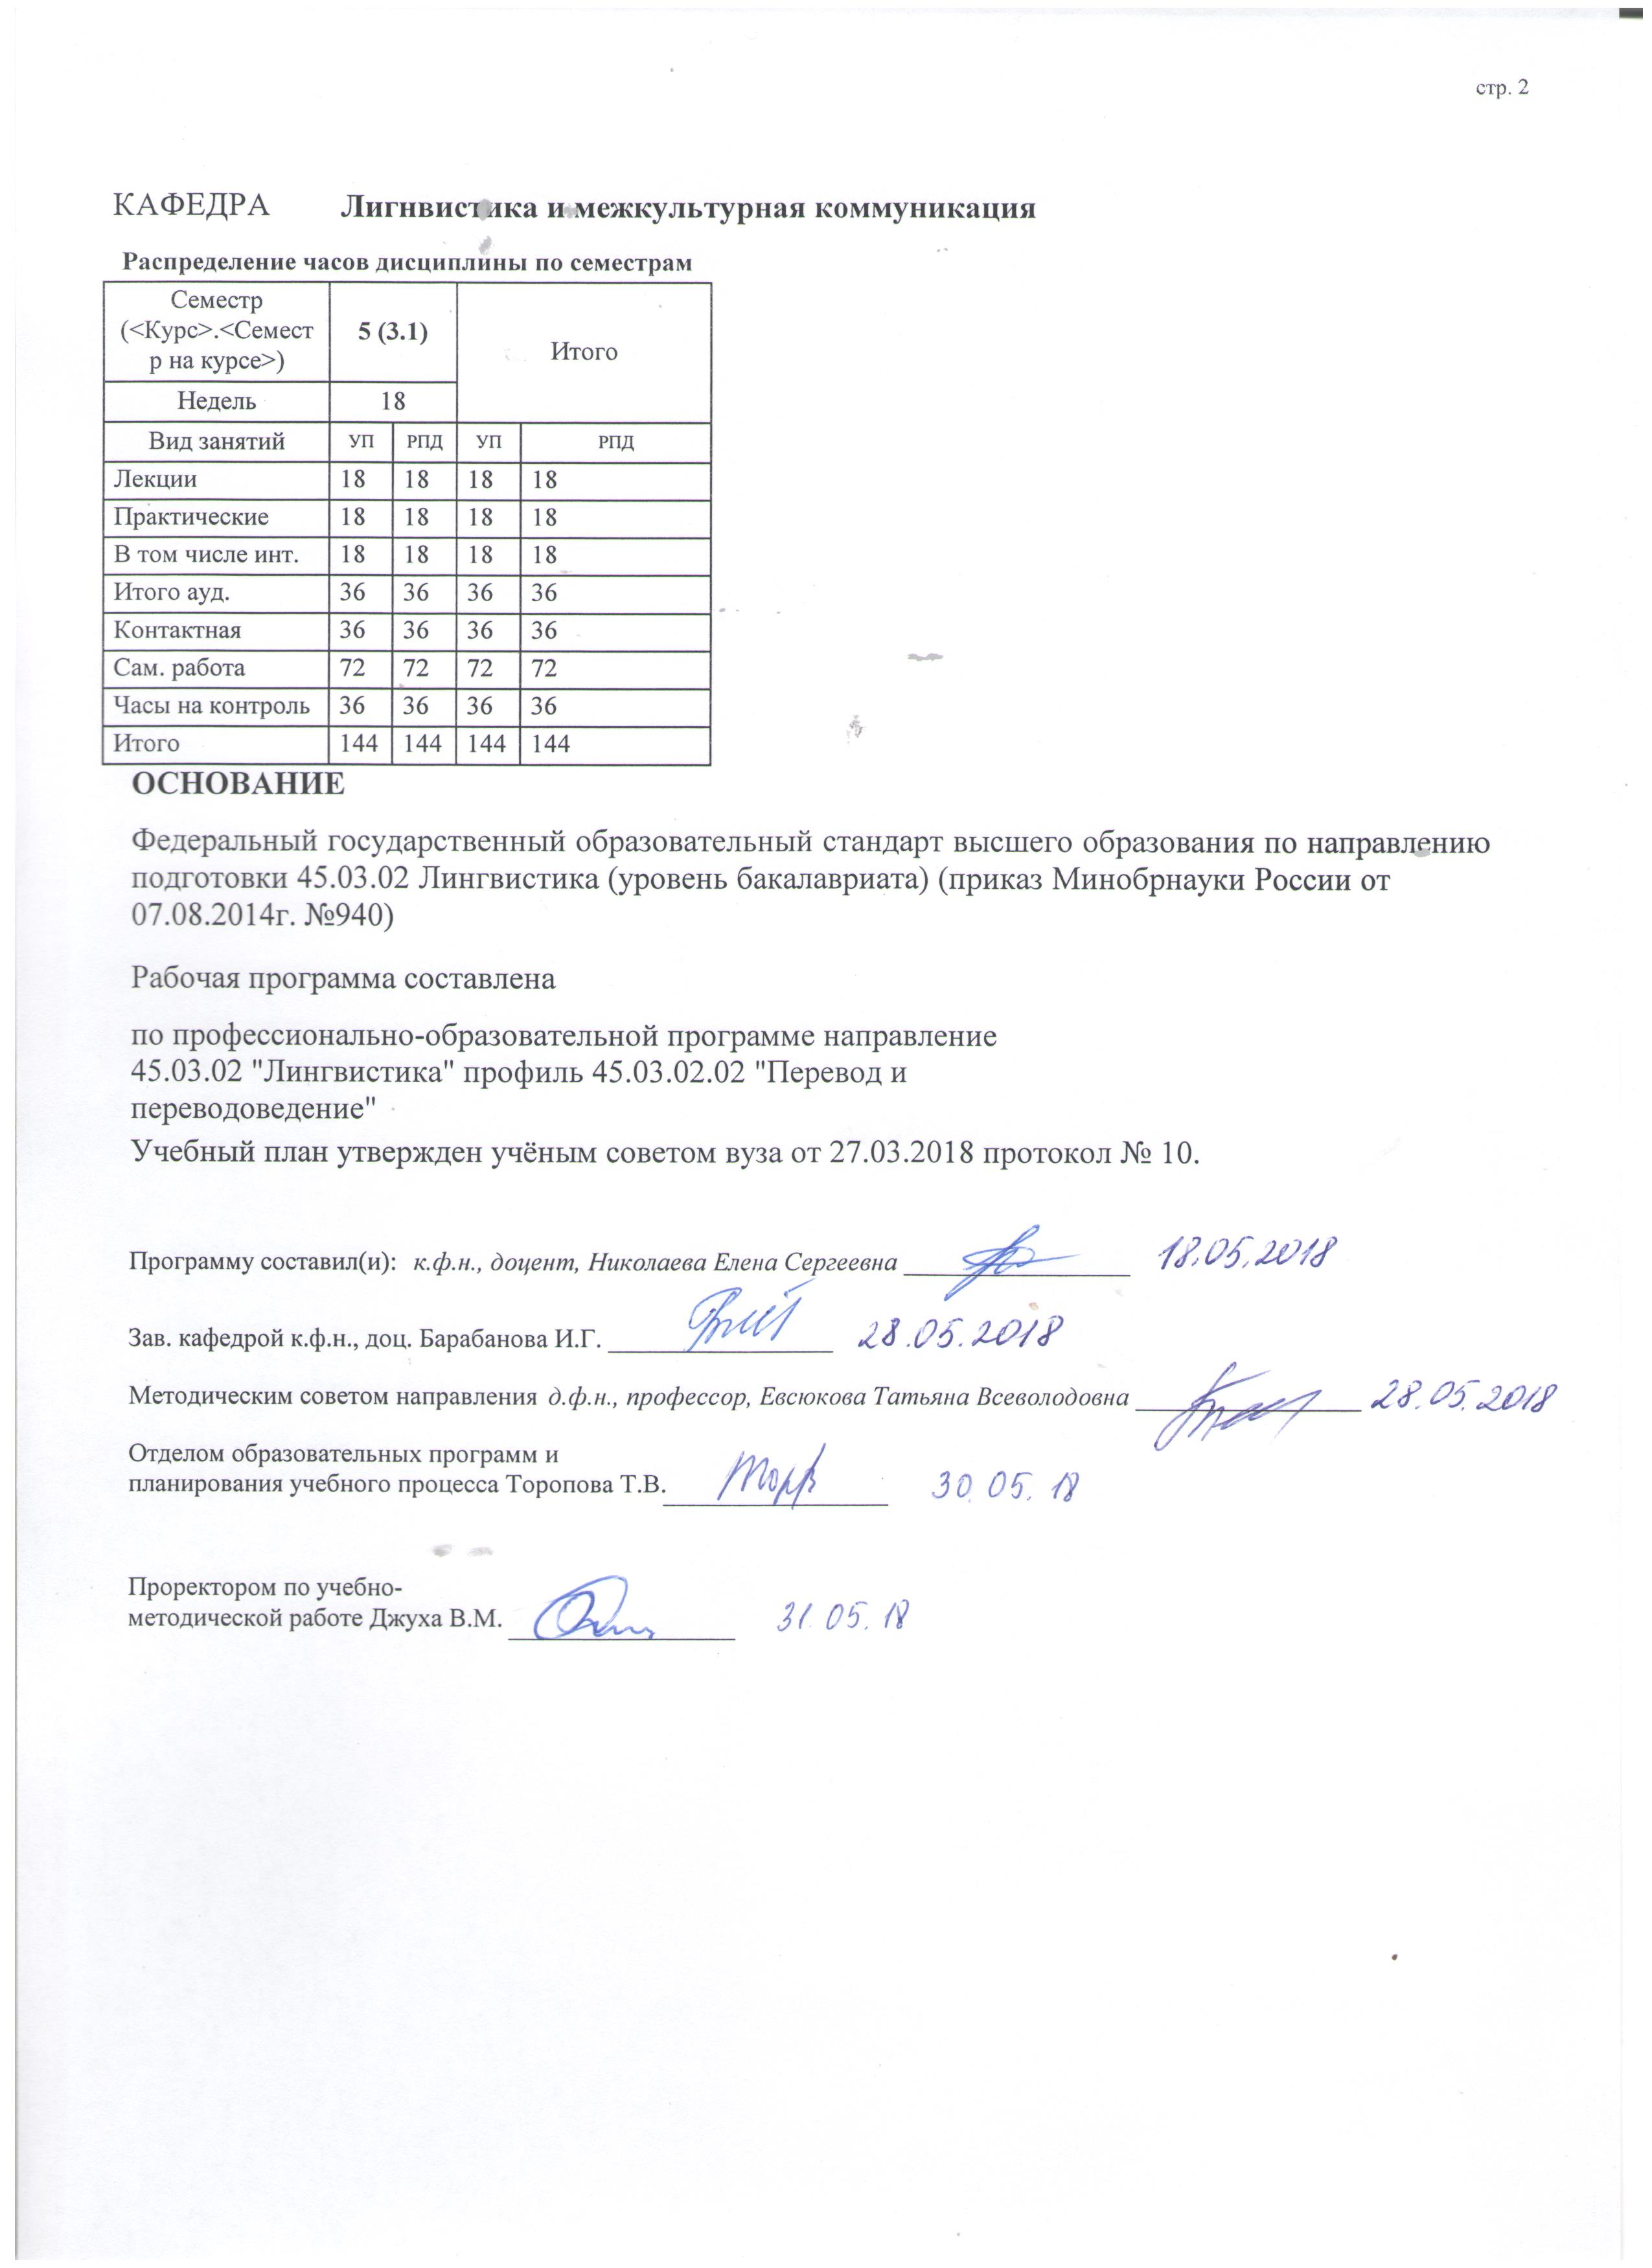 стр. 2
КАФЕДРА Лигнвистика и межкультурная коммуникация
Распределение часов дисциплины по семестрам
Семестр
(<Курс>.<Семест
р на курсе>)
5 (3.1)
Итого
Недель 18
Вид занятий УП РПД УП РПД
Лекции 18 18 18 18
Практические 18 18 18 18
В том числе инт. 18 18 18 18
Итого ауд. 36 36 36 36
Контактная 36 36 36 36
Сам. работа 72 72 72 72
Часы на контроль 36 36 36 36
Итого 144 144 144 144
ОСНОВАНИЕ
Федеральный государственный образовательный стандарт высшего образования по направлению
подготовки 45.03.02 Лингвистика (уровень бакалавриата) (приказ Минобрнауки России от
07.08.2014г. №940)
Рабочая программа составлена
по профессионально-образовательной программе направление
45.03.02 "Лингвистика" профиль 45.03.02.02 "Перевод и
переводоведение"
Учебный план утвержден учёным советом вуза от 27.03.2018 протокол № 10.
Программу составил(и): к.ф.н., доцент, Николаева Елена Сергеевна 18.05.2018
Зав. кафедрой к.ф.н., доц. Барабанова И.Г. 28.05.2018
Методическим советом направления д.ф.н., профессор, Евсюкова Татьяна Всеволодовна 28.05.2018
Отделом образовательных программ и
планирования учебного процесса Торопова Т.В. 30.05.18
Проректором по учебно-
методической работе Джуха В.М. 31.05.18